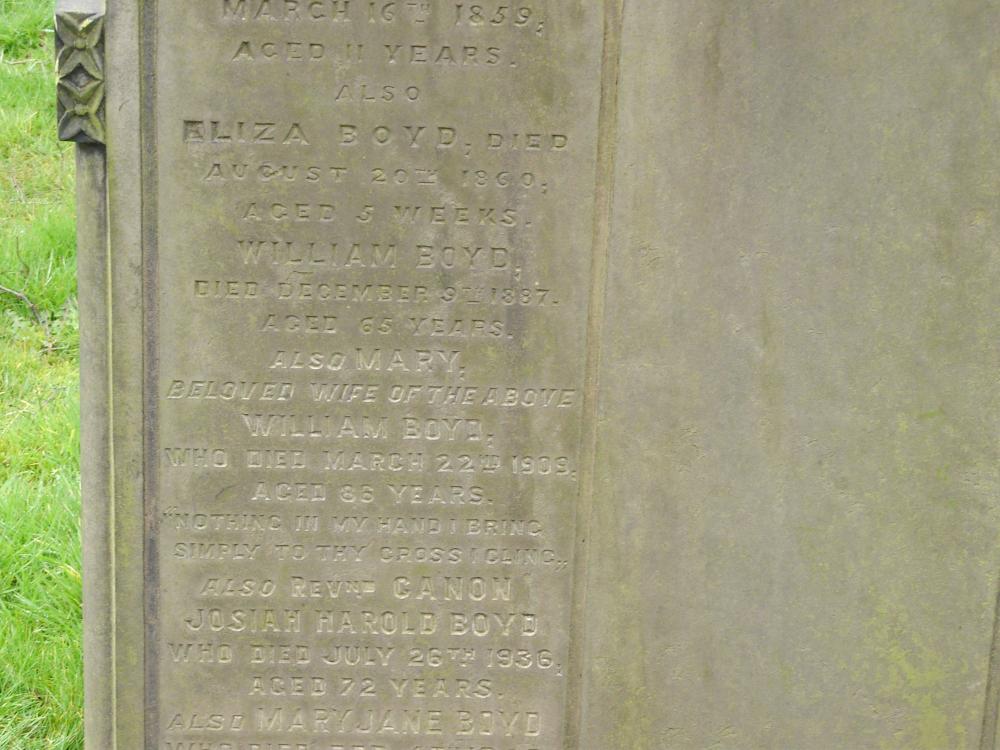 MARCH 16TH 1859;
AGED 11 YEARS.
ALSO
ELIZA BOYD, DIED
AUGUST 20TH 1860;
AGED 5 WEEKS.
WILLIAM BOYD,
DIED DECEMBER 9TH 1887.
AGED 65 YEARS.
ALSO MARY,
BELOVED WIFE OF THE ABOVE
WILLIAM BOYD,
WHO DIED MARCH 22ND 1909.
AGED 86 YEARS.
"NOTHING IN MY HAND I BRING
SIMPLY TO THY CROSS I CLING,,
ALSO REVND CANON
JOSIAH HAROLD BOYD
WHO DIED JULY 26TH 1936,
AGED 72 YEARS.
ALSO MARY JANE BOYD
WHO DIED